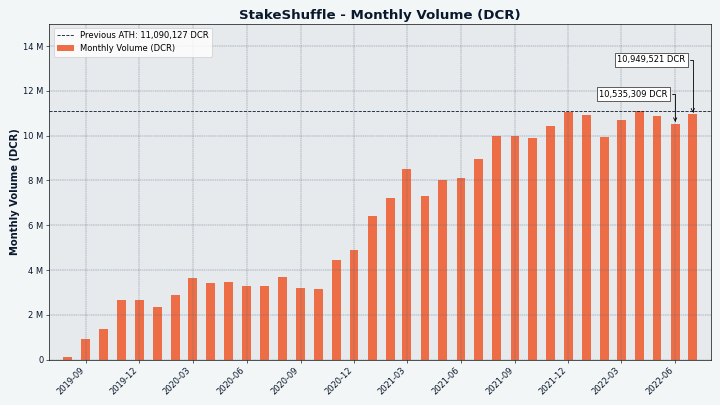 StakeShuffle - Monthly Volume (DCR)
Previous ATH: 11,090,127 DCR
Monthly Volume (DCR)
10,949,521 DCR
10,535,309 DCR
Monthly Volume (DCR)
14 M
12 M
10 M
8 M
6 M
4 M
2 M
0
2019-09
2019-12
2020-03
2020-06
2020-09
2020-12
2021-03
2021-06
2021-09
2021-12
2022-03
2022-06